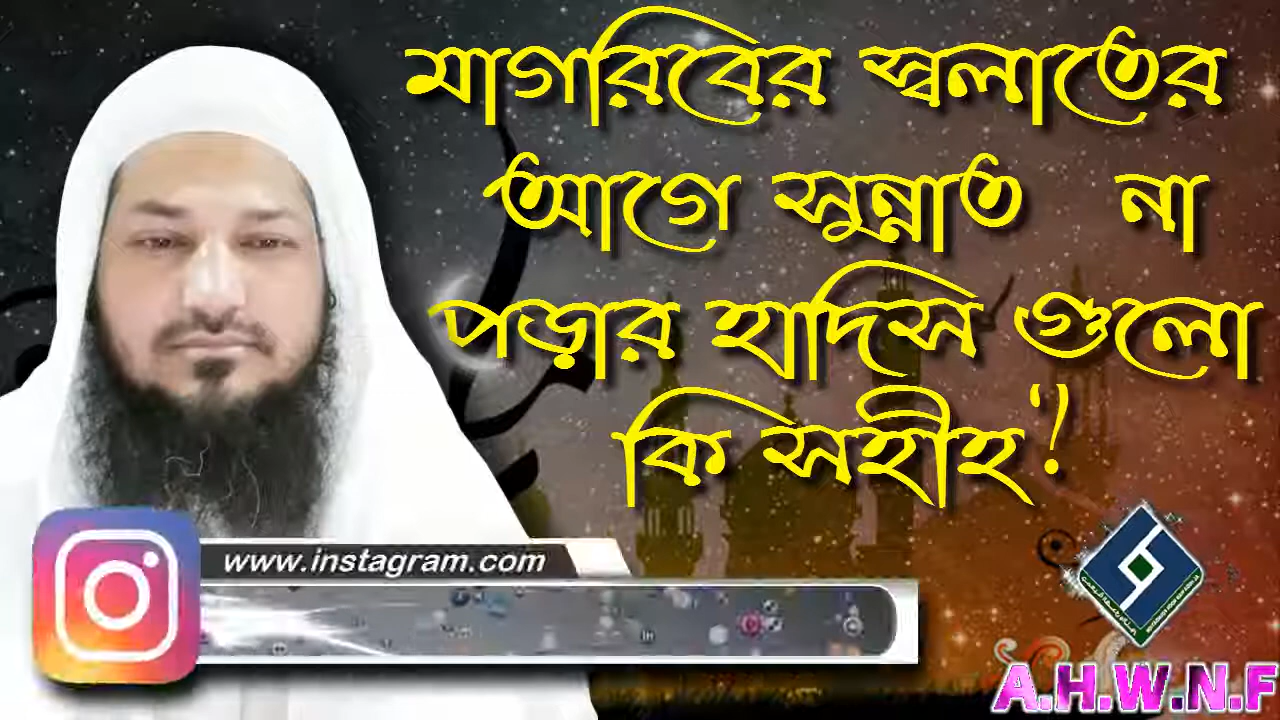 মাগরিবের স্বলাতের
আগে সুন্নাত না
পড়ার হাদিস গুলো
কি সহীহ?
www.instagram.com
A.H.W.N.F